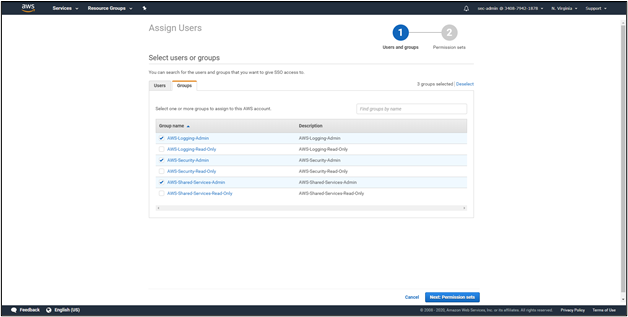 aws
Services
Resource Groups
N. Virginia
Support
Assign Users
1
2
Users and groups
Permission sets
Select users or groups
You can search for the users and groups that you want to give SSO access to.
Users
Groups
3 groups selected | Deselect
Select one or more groups to assign to this AWS account.
Find groups by name
Group name
Description
AWS-Logging-Admin
AWS-Logging-Admin
AWS-Logging-Read-Only
AWS-Logging-Read-Only
AWS-Security-Admin
AWS-Security-Admin
AWS-Security-Read-Only
AWS-Security-Read-Only
AWS-Shared-Services-Admin
AWS-Shared-Services-Admin
AWS-Shared-Services-Read-Only
AWS-Shared-Services-Read-Only
Cancel
Next: Permission sets
Feedback
English (US)
© 2008 - 2020, Amazon Web Services, Inc. or its affiliates. All rights reserved.
Privacy Policy
Terms of Use